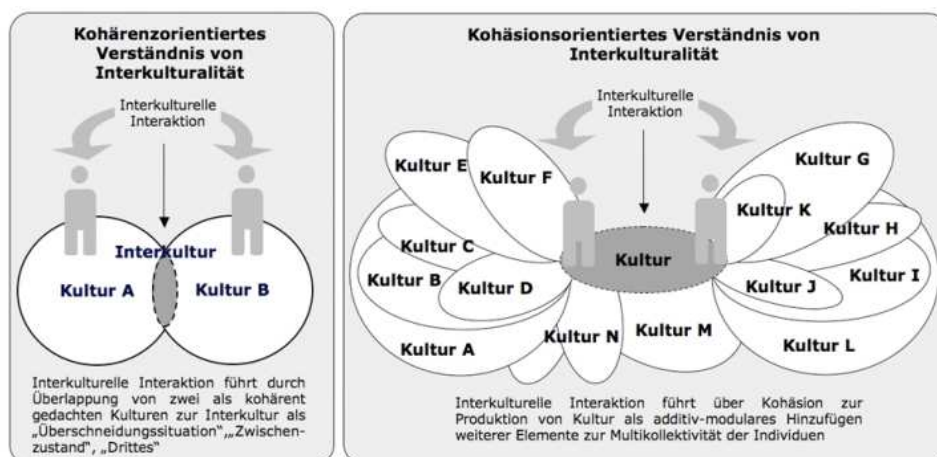 Kohärenzorientiertes
Verständnis von
Interkulturalität
Interkulturelle
Interaktion
Interkultur
Kultur A
Kultur B
Interkulturelle Interaktion führt durch
Überlappung von zwei als kohärent
gedachten Kulturen zur Interkultur als
„Überschneidungssituation“,„Zwischen-
zustand“, „Drittes“
Kohäsionsorientiertes Verständnis von
Interkulturalität
Interkulturelle
Interaktion
Kultur E
Kultur F
Kultur G
Kultur K
Kultur C
Kultur H
Kultur
Kultur B
Kultur D
Kultur J
Kultur I
Kultur A
Kultur N
Kultur M
Kultur L
Interkulturelle Interaktion führt über Kohäsion zur
Produktion von Kultur als additiv-modulares Hinzufügen
weiterer Elemente zur Multikollektivität der Individuen